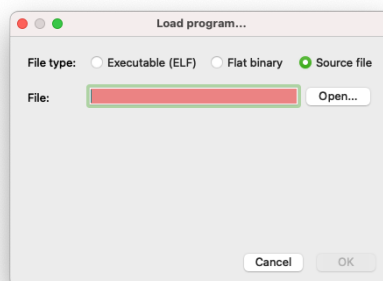 Load program...
File type: Executable (ELF) Flat binary Source file
File: Open...
Cancel OK